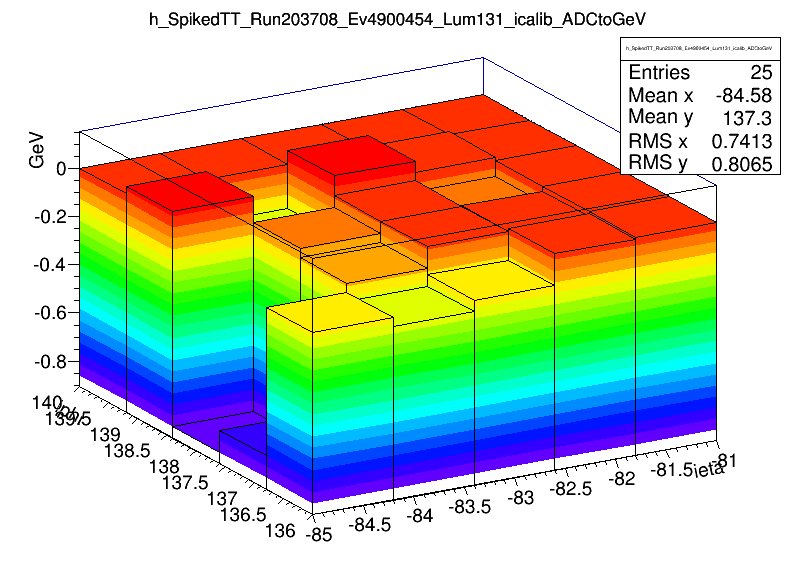 h_SpikedTT_Run203708_Ev4900454_Lum131_icalib_ADCtoGeV
h_SpikedTT_Run203708_Ev4900454_Lum131_icalib_ADCtoGeV
Entries 25
Mean x -84.58
Mean y 137.3
RMS x 0.7413
RMS y 0.8065
GeV
0
-0.2
-0.4
-0.6
-0.8
140
139.5
139
138.5
138
137.5
137
136.5
136
-85
-84.5
-84
-83.5
-83
-82.5
-82
-81.5
-81
ieta